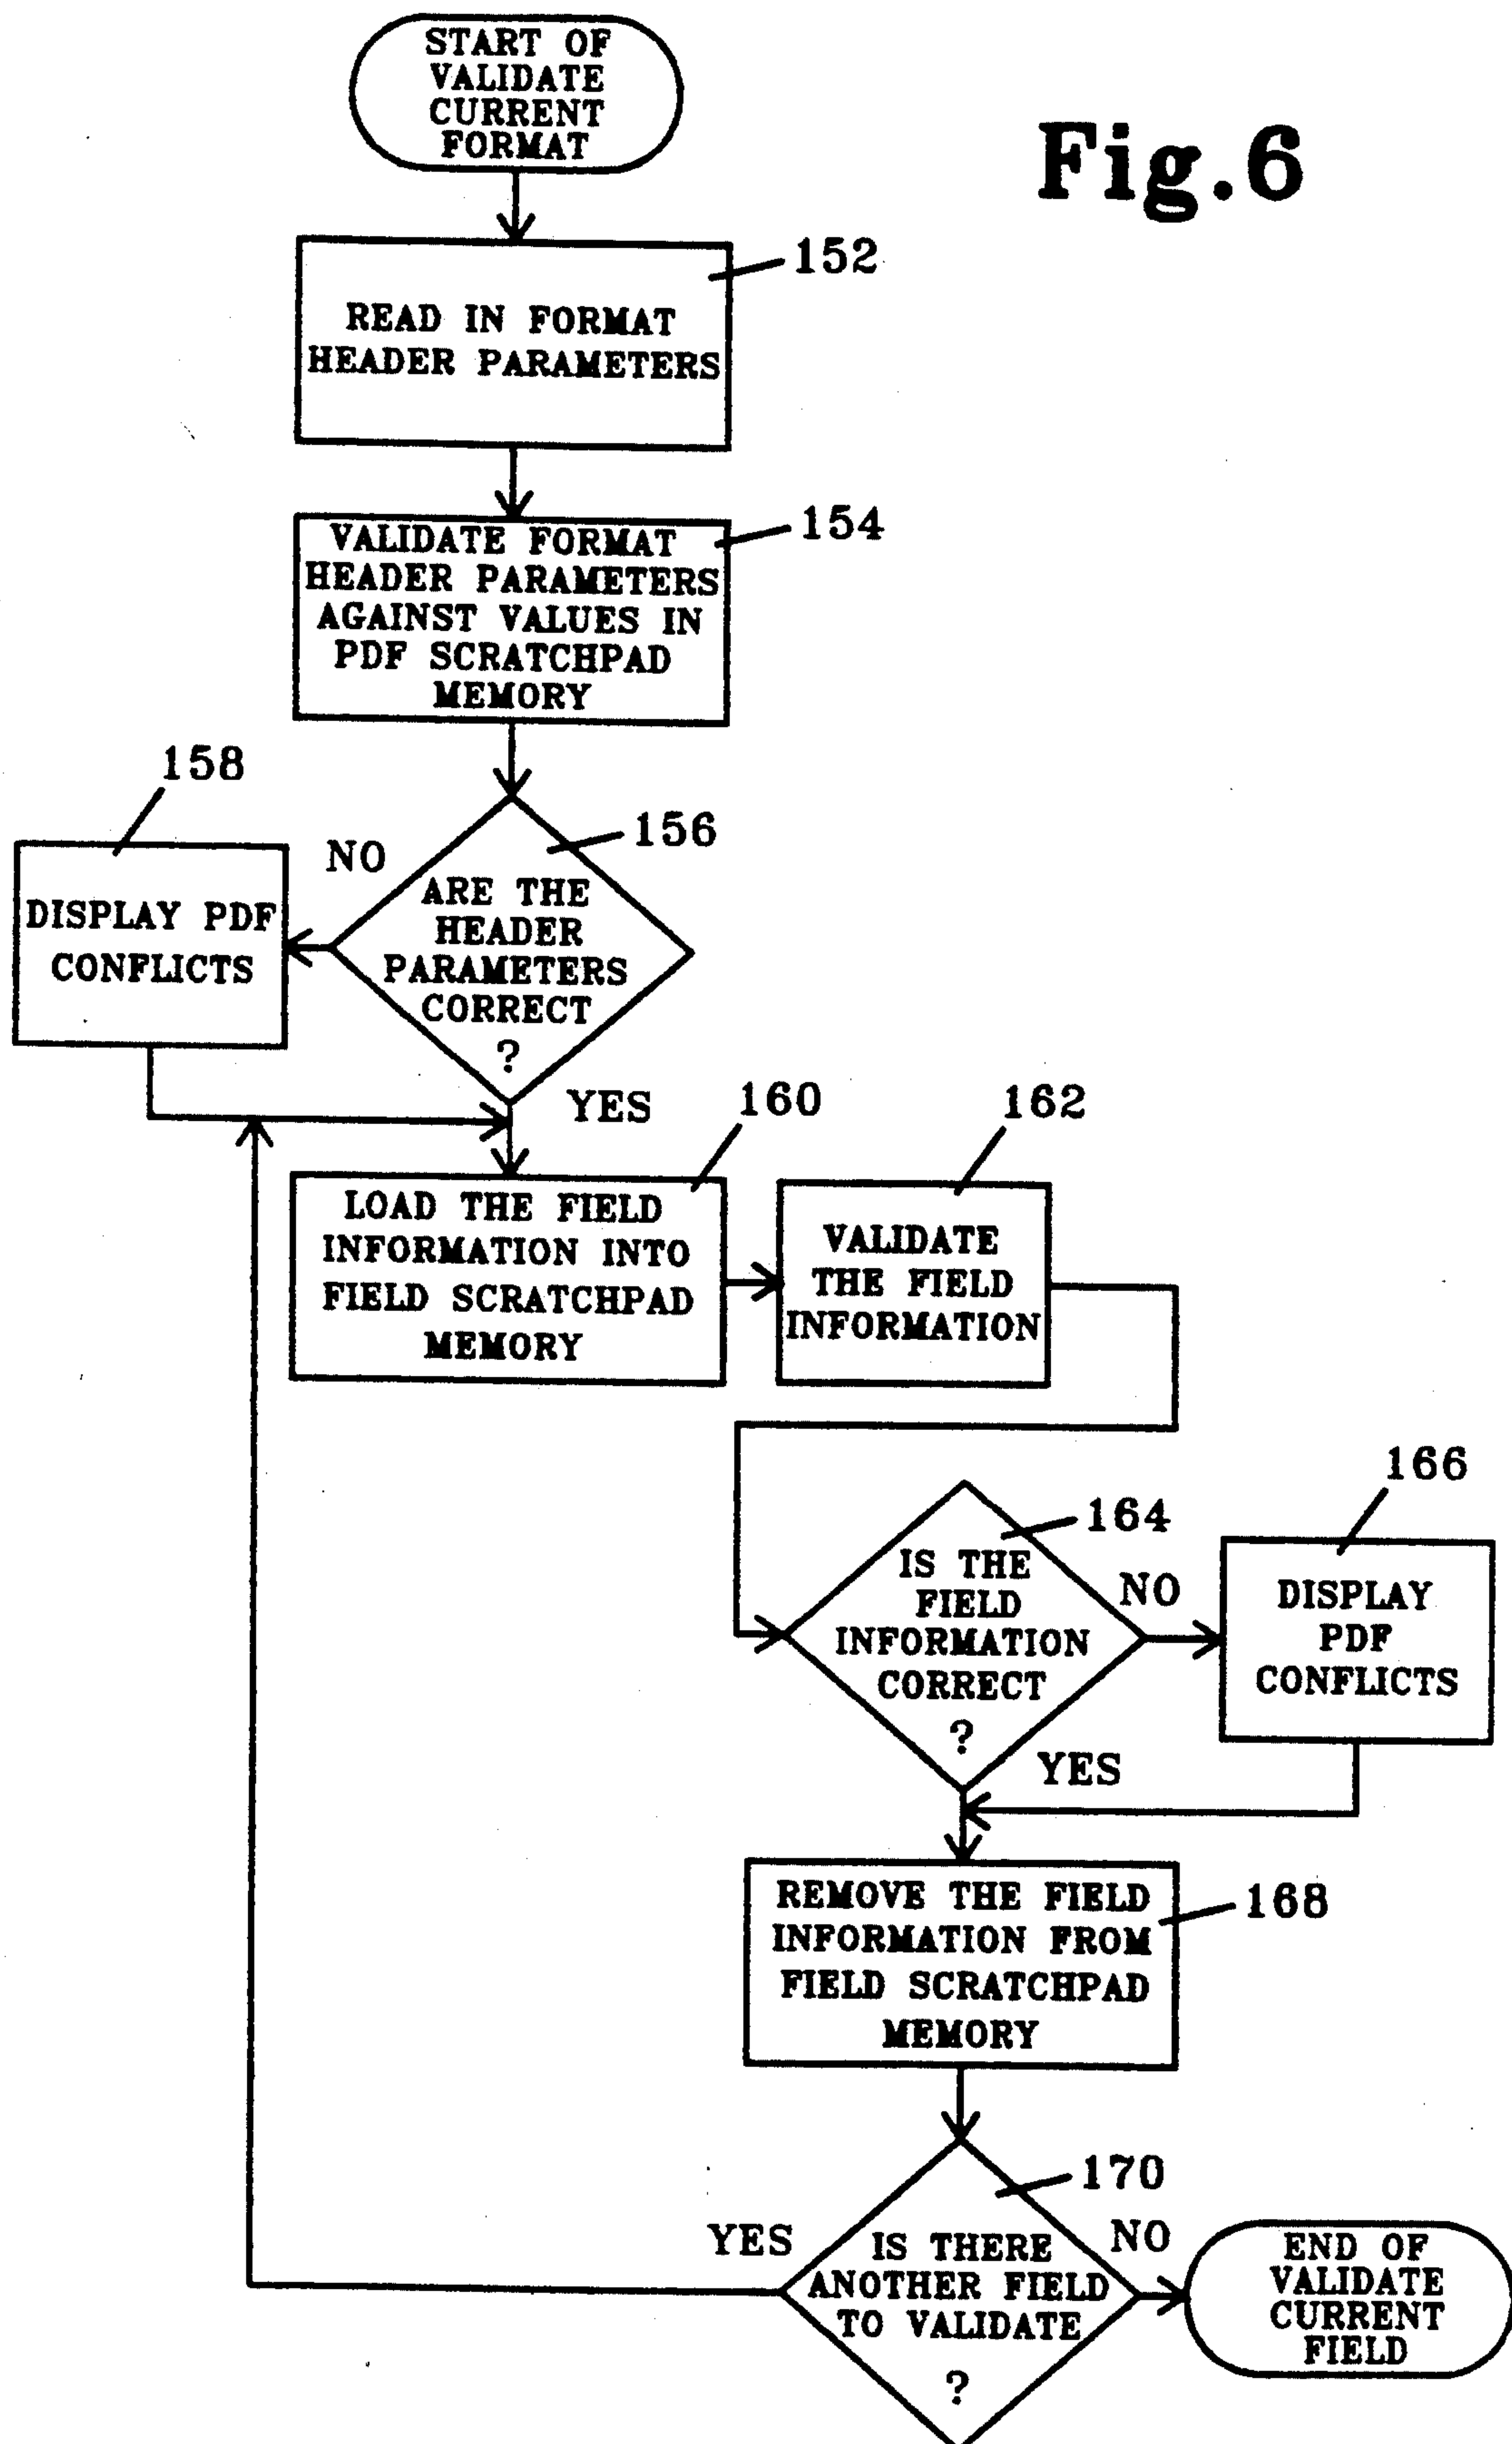 START OF
VALIDATE
CURRENT
FORMAT
Fig.6
152
READ IN FORMAT
HEADER PARAMETERS
154
VALIDATE FORMAT
HEADER PARAMETERS
AGAINST VALUES IN
PDF SCRATCHPAD
MEMORY
158
156
NO
ARE THE
HEADER
PARAMETERS
CORRECT
?
DISPLAY PDF
CONFLICTS
YES
160
162
LOAD THE FIELD
INFORMATION INTO
FIELD SCRATCHPAD
MEMORY
VALIDATE
THE FIELD
INFORMATION
166
164
IS THE
FIELD
INFORMATION
CORRECT
?
NO
DISPLAY
PDF
CONFLICTS
YES
REMOVE THE FIELD
INFORMATION FROM
FIELD SCRATCHPAD
MEMORY
168
170
YES
IS THERE
ANOTHER FIELD
TO VALIDATE
?
NO
END OF
VALIDATE
CURRENT
FIELD